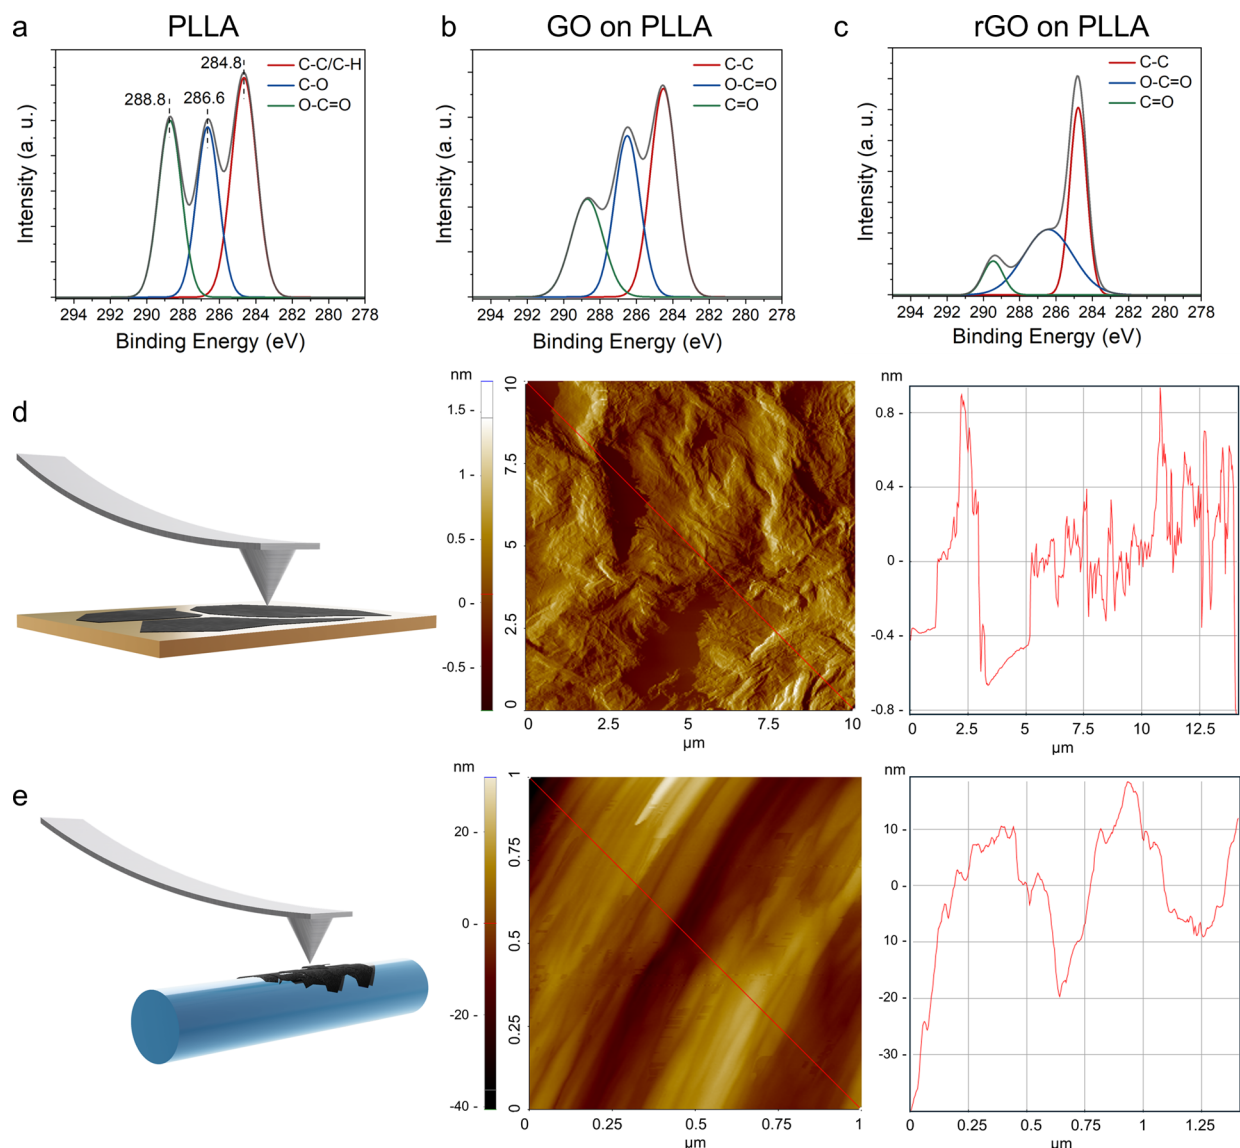 a PLLA
C-C/C-H
C-O
O-C=O
284.8
286.6
288.8
Intensity (a. u.)
294 292 290 288 286 284 282 280 278
Binding Energy (eV)
b GO on PLLA
C-C
O-C=O
C=O
Intensity (a. u.)
294 292 290 288 286 284 282 280 278
Binding Energy (eV)
c rGO on PLLA
C-C
O-C=O
C=O
Intensity (a. u.)
294 292 290 288 286 284 282 280 278
Binding Energy (eV)
d
nm
1.5 -
1 -
0.5 -
0 -
-0.5 -
10
7.5
5
2.5
0
0 2.5 5 7.5 10
µm
nm
0.8 -
0.4 -
0 -
-0.4 -
-0.8 -
2.5 5 7.5 10 12.5
µm
e
nm
20 -
0 -
-20 -
-40 -
1
0.75
0.5
0.25
0
0 0.25 0.5 0.75 1
µm
nm
10 -
0 -
10 -
-20 -
-30 -
0 0.25 0.5 0.75 1 1.25
µm